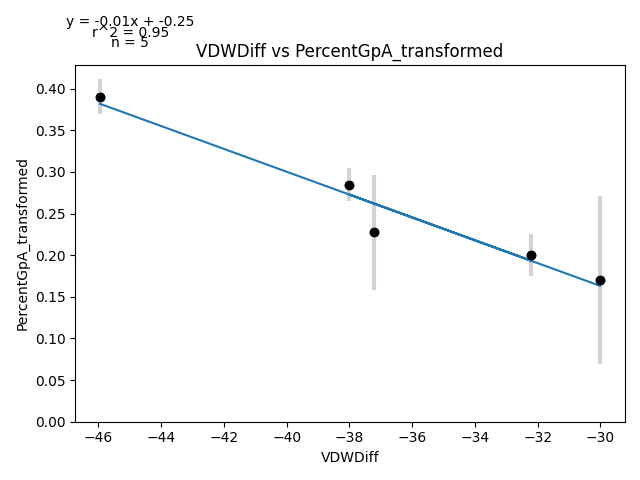 y = -0.01x + -0.25
r^2 = 0.95
n = 5
VDWDiff vs PercentGpA_transformed
PercentGpA_transformed
0.40
0.35
0.30
0.25
0.20
0.15
0.10
0.05
0.00
−46 −44 −42 −40 −38 −36 −34 −32 −30
VDWDiff